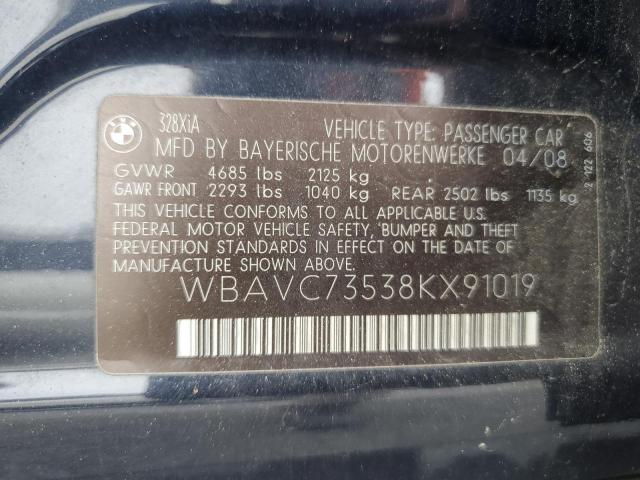 BMW
328XiA
VEHICLE TYPE: PASSENGER CAR
MFD BY BAYERISCHE MOTORENWERKE 04/08
GVWR 4685 lbs 2125 kg
GAWR FRONT 2293 lbs 1040 kg REAR 2502 lbs 1135 kg
THIS VEHICLE CONFORMS TO ALL APPLICABLE U.S.
FEDERAL MOTOR VEHICLE SAFETY, BUMPER AND THEFT
PREVENTION STANDARDS IN EFFECT ON THE DATE OF
MANUFACTURE SHOWN ABOVE.
WBAVC73538KX91019